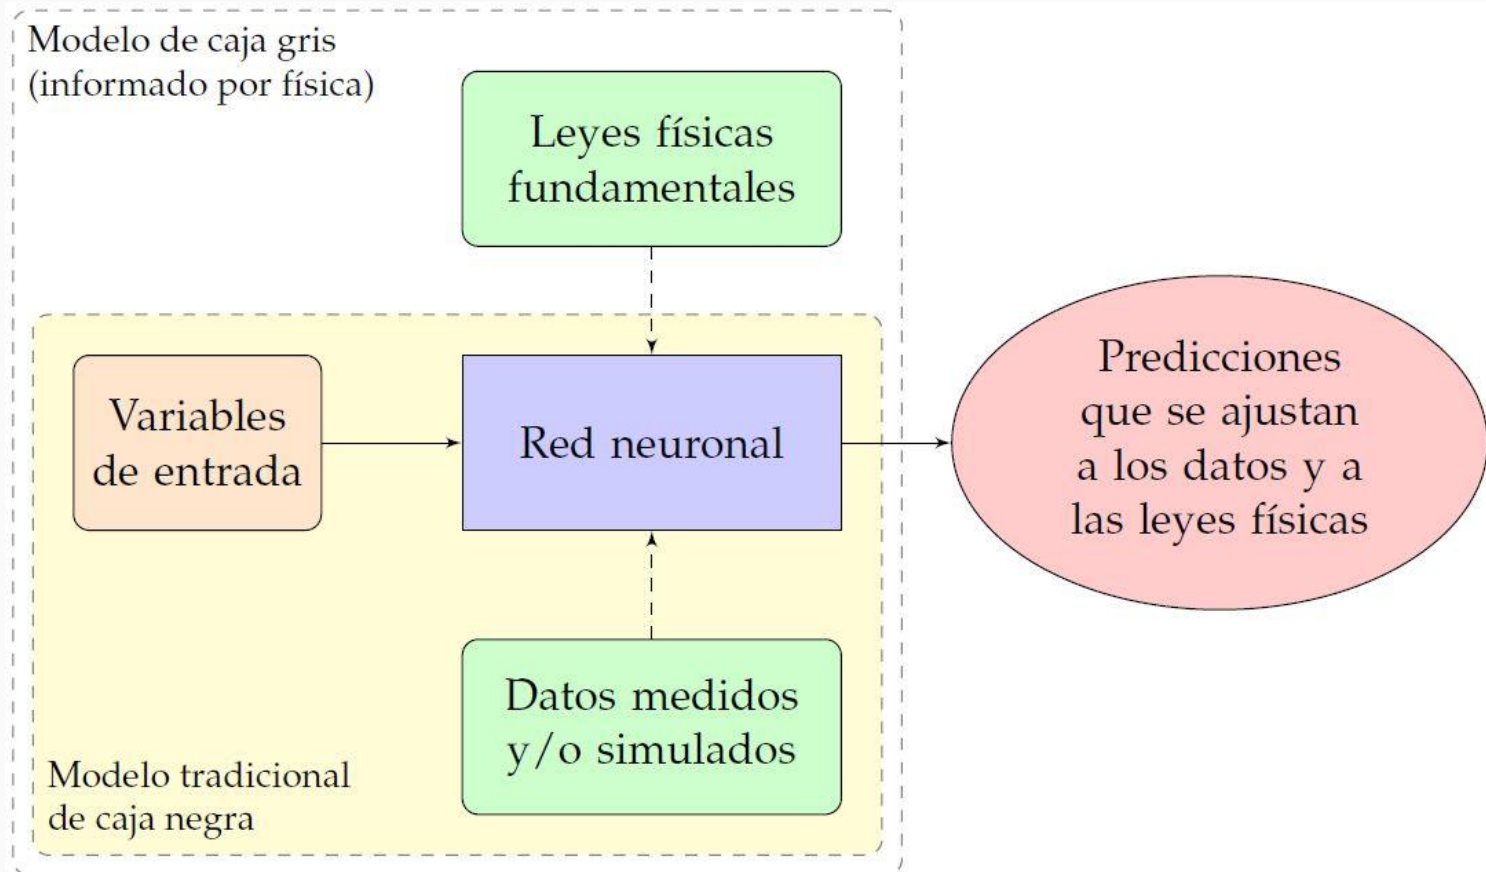 Modelo de caja gris
(informado por física)
Leyes físicas
fundamentales
Variables
de entrada
Red neuronal
Predicciones
que se ajustan
a los datos y a
las leyes físicas
Datos medidos
y/o simulados
Modelo tradicional
de caja negra